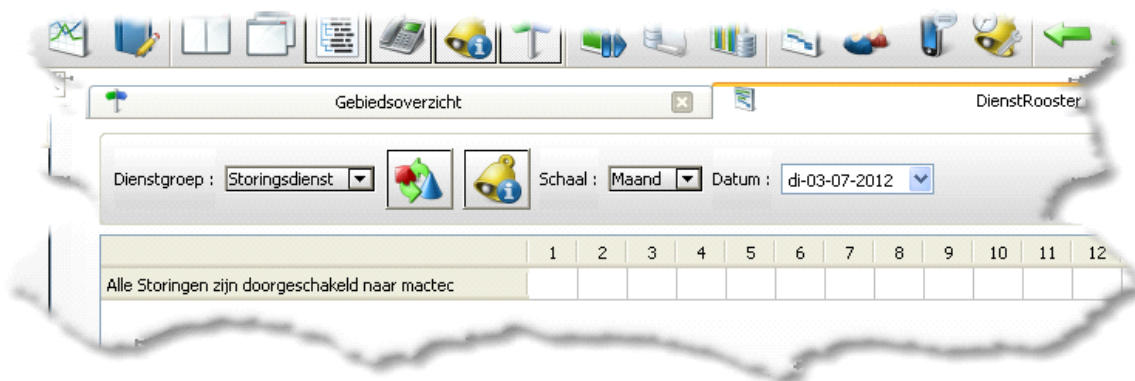 Gebiedsoverzicht DienstRooster
Dienstgroep : Storingsdienst Schaal : Maand Datum : di-03-07-2012
1 2 3 4 5 6 7 8 9 10 11 12
Alle Storingen zijn doorgeschakeld naar mactec